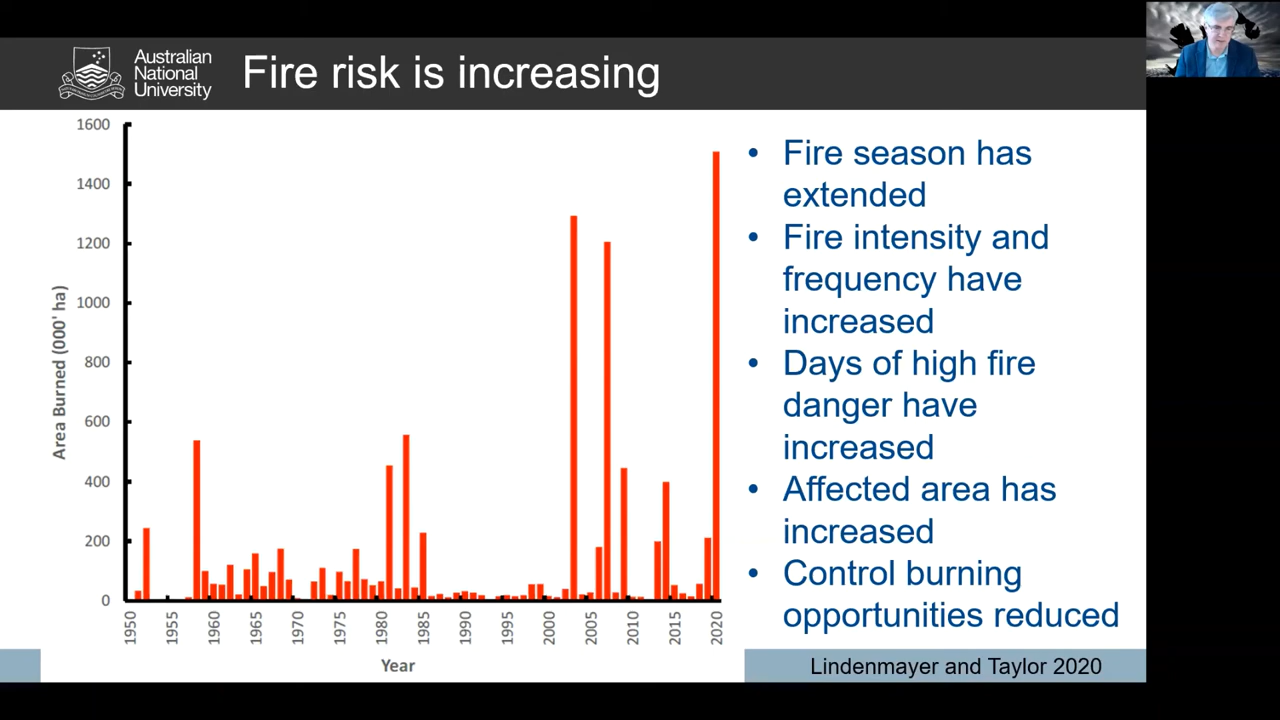 Australian
National
University
Fire risk is increasing
1600
1400
1200
1000
800
600
400
200
0
Area Burned (000' ha)
1950
1955
1960
1965
1970
1975
1980
1985
1990
1995
2000
2005
2010
2015
2020
Year
• Fire season has
extended
• Fire intensity and
frequency have
increased
• Days of high fire
danger have
increased
• Affected area has
increased
• Control burning
opportunities reduced
Lindenmayer and Taylor 2020